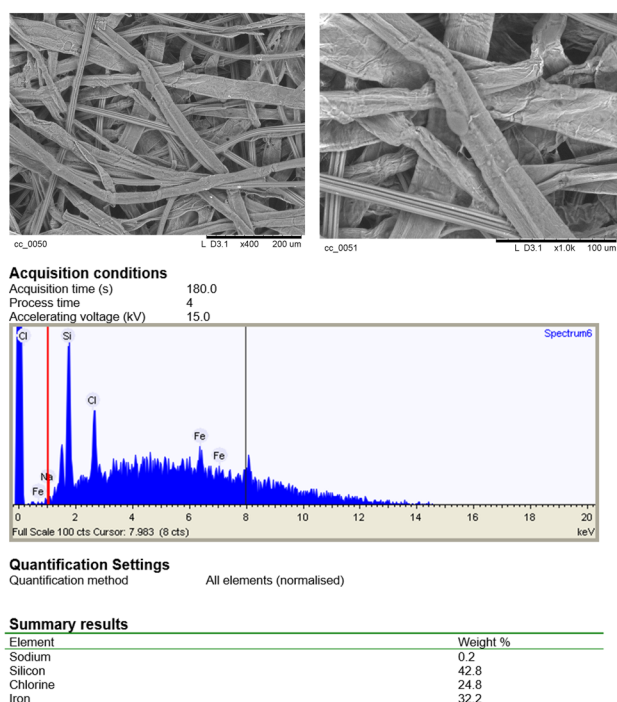 cc_0050 L D3.1 x400 200 um
cc_0051 L D3.1 x1.0k 100 um
Acquisition conditions
Acquisition time (s) 180.0
Process time 4
Accelerating voltage (kV) 15.0
Spectrum6
Cl Si
Cl
Fe
Fe
Na
Fe
0 2 4 6 8 10 12 14 16 18 20
Full Scale 100 cts Cursor: 7.983 (8 cts) keV
Quantification Settings
Quantification method All elements (normalised)
Summary results
Element Weight %
Sodium 0.2
Silicon 42.8
Chlorine 24.8
Iron 32.2